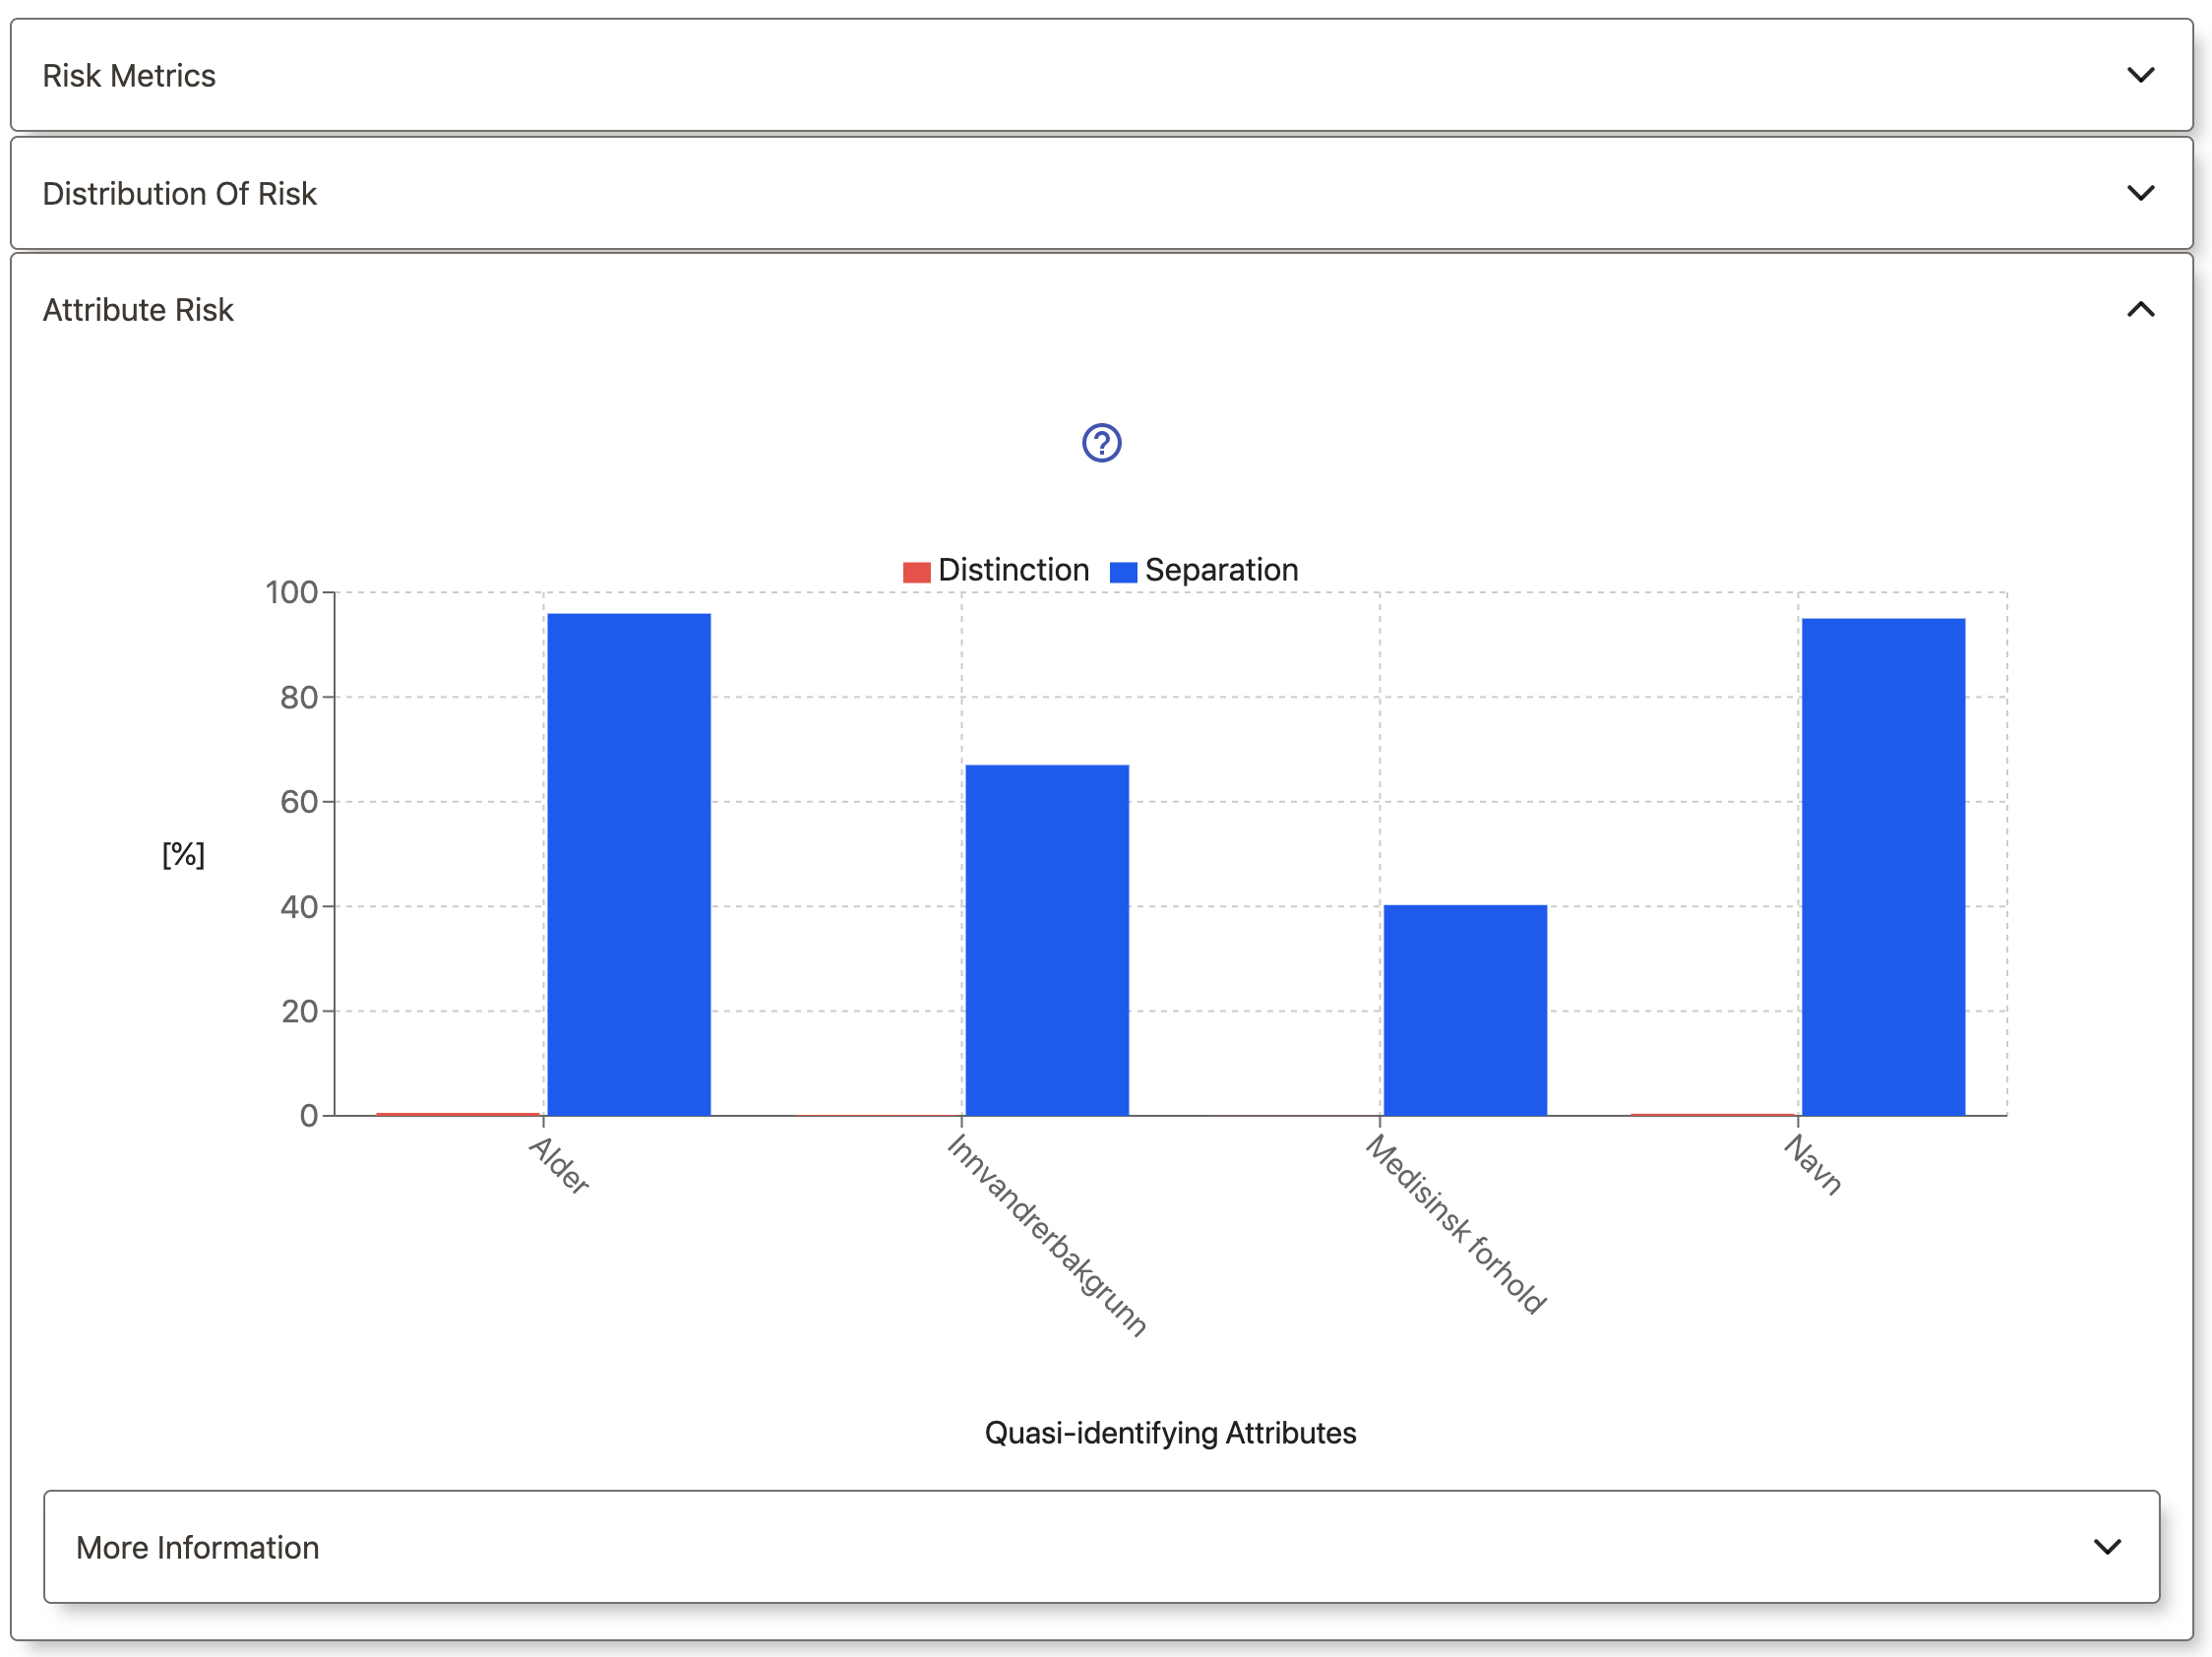 Risk Metrics
Distribution Of Risk
Attribute Risk
Distinction Separation
100
80
60
[%]
40
20
0
Alder
Innvandrerbakgrunn
Medisinsk forhold
Navn
Quasi-identifying Attributes
More Information